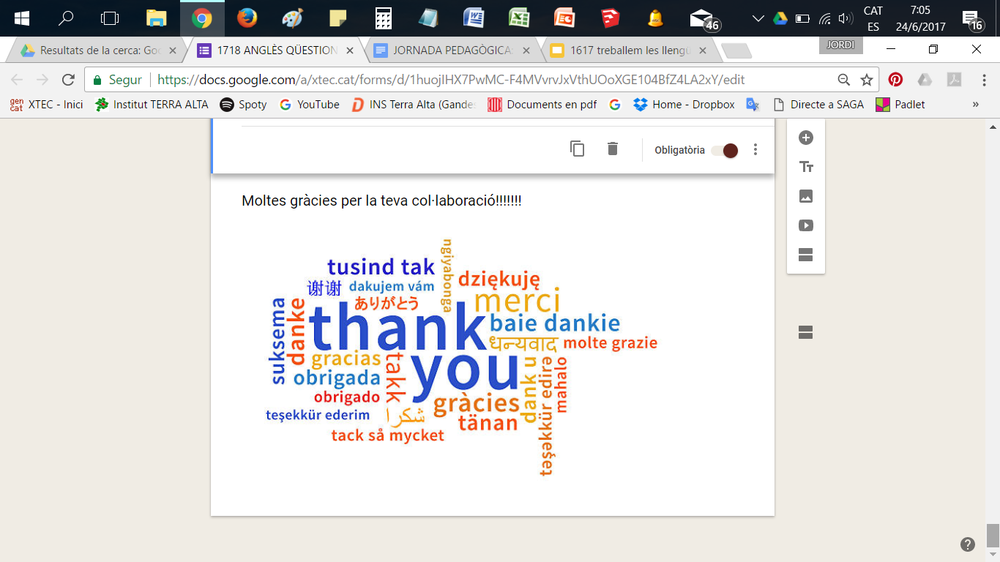 46
CAT
ES
7:05
24/6/2017
16
Resultats de la cerca: Goo
1718 ANGLÈS QÜESTION
JORNADA PEDAGÒGICA:
1617 treballem les llengü
JORDI
Segur
https://docs.google.com/a/xtec.cat/forms/d/1huojIHX7PwMC-F4MVvrvJxVthUOoXGE104BfZ4LA2xY/edit
gen cat XTEC - Inici
Institut TERRA ALTA
Spoty
YouTube
INS Terra Alta (Gandes
Documents en pdf
Home - Dropbox
Directe a SAGA
Padlet
»
Obligatòria
Moltes gràcies per la teva col·laboració!!!!!!!
tusind tak
ngiyabonga
dziękuję
谢谢
dakujem vám
merci
ありがとう
suksema
danke
thank
baie dankie
धन्यवाद
molte grazie
gracias
takk
you
dank u
təşəkkür edirə
mahalo
obrigada
obrigado
gràcies
teşekkür ederim
شكرا
tänan
tack så mycket